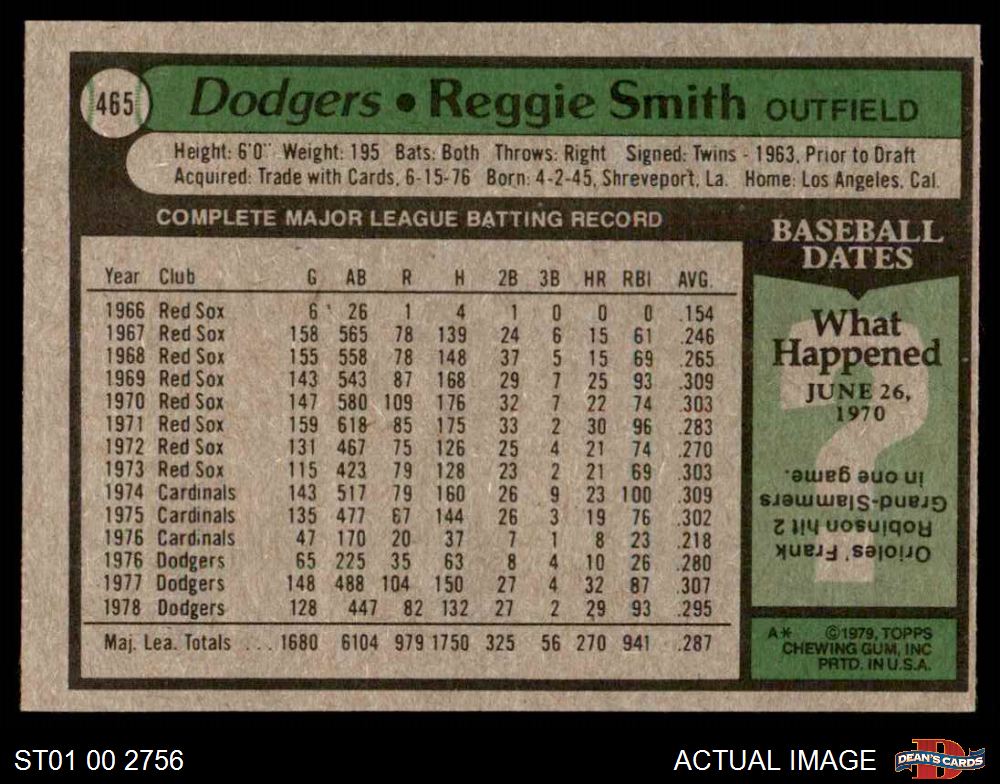 465
Dodgers • Reggie Smith OUTFIELD
Height: 6'0" Weight: 195 Bats: Both Throws: Right Signed: Twins - 1963, Prior to Draft
Acquired: Trade with Cards, 6-15-76 Born: 4-2-45, Shreveport, La. Home: Los Angeles, Cal.
COMPLETE MAJOR LEAGUE BATTING RECORD
Year Club G AB R H 2B 3B HR RBI AVG.
1966 Red Sox 6 26 1 4 1 0 0 0 .154
1967 Red Sox 158 565 78 139 24 6 15 61 .246
1968 Red Sox 155 558 78 148 37 5 15 69 .265
1969 Red Sox 143 543 87 168 29 7 25 93 .309
1970 Red Sox 147 580 109 176 32 7 22 74 .303
1971 Red Sox 159 618 85 175 33 2 30 96 .283
1972 Red Sox 131 467 75 126 25 4 21 74 .270
1973 Red Sox 115 423 79 128 23 2 21 69 .303
1974 Cardinals 143 517 79 160 26 9 23 100 .309
1975 Cardinals 135 477 67 144 26 3 19 76 .302
1976 Cardinals 47 170 20 37 7 1 8 23 .218
1976 Dodgers 65 225 35 63 8 4 10 26 .280
1977 Dodgers 148 488 104 150 27 4 32 87 .307
1978 Dodgers 128 447 82 132 27 2 29 93 .295
Maj. Lea. Totals ... 1680 6104 979 1750 325 56 270 941 .287
BASEBALL
DATES
What
Happened
JUNE 26,
1970
?
Orioles' Frank
Robinson hit 2
Grand-Slammers
in one game.
A* ©1979, TOPPS
CHEWING GUM, INC
PRTD. IN U.S.A.
ST01 00 2756
ACTUAL IMAGE
D
DEAN'S CARDS